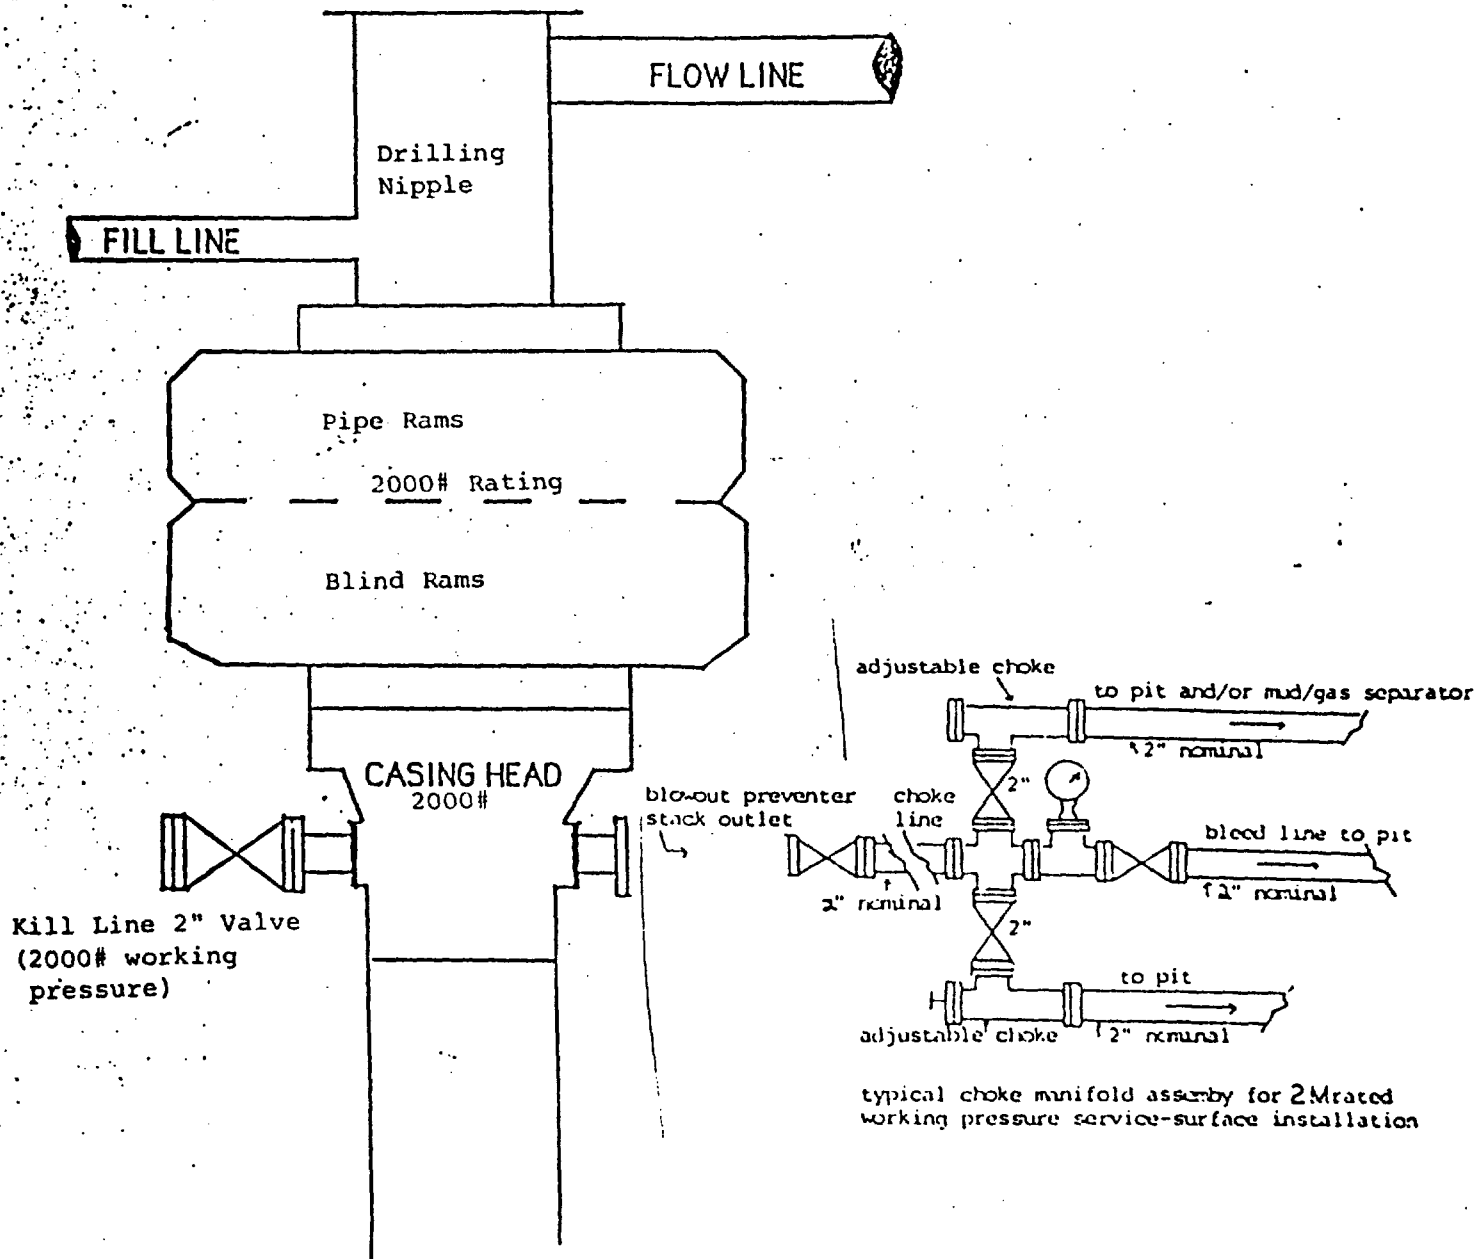 FLOW LINE
Drilling
Nipple
FILL LINE
Pipe Rams
2000# Rating
Blind Rams
CASING HEAD
2000#
Kill Line 2" Valve
(2000# working
pressure)
blowout preventer
stack outlet
choke
line
2" nominal
adjustable choke
to pit and/or mud/gas separator
2" nominal
2"
bleed line to pit
2" nominal
2"
to pit
adjustable choke
2" nominal
typical choke manifold assemby for 2Mrated
working pressure service-surface installation